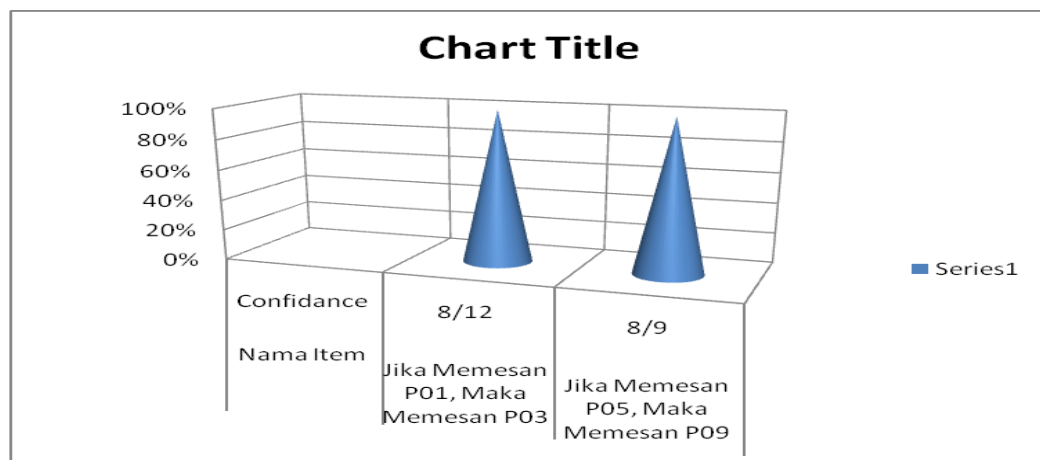 Chart Title
100%
80%
60%
40%
20%
0%
Series1
Confidance
8/12
8/9
Nama Item
Jika Memesan
P01, Maka
Memesan P03
Jika Memesan
P05, Maka
Memesan P09